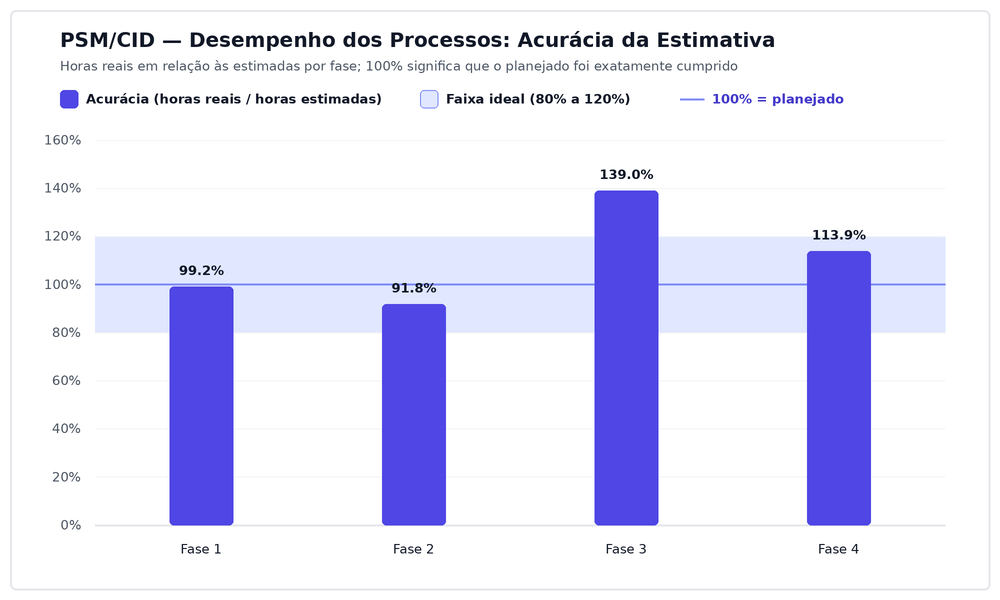 PSM/CID — Desempenho dos Processos: Acurácia da Estimativa
Horas reais em relação às estimadas por fase; 100% significa que o planejado foi exatamente cumprido
Acurácia (horas reais / horas estimadas)
Faixa ideal (80% a 120%)
100% = planejado
160%
140%
120%
100%
80%
60%
40%
20%
0%
99.2%
91.8%
139.0%
113.9%
Fase 1
Fase 2
Fase 3
Fase 4